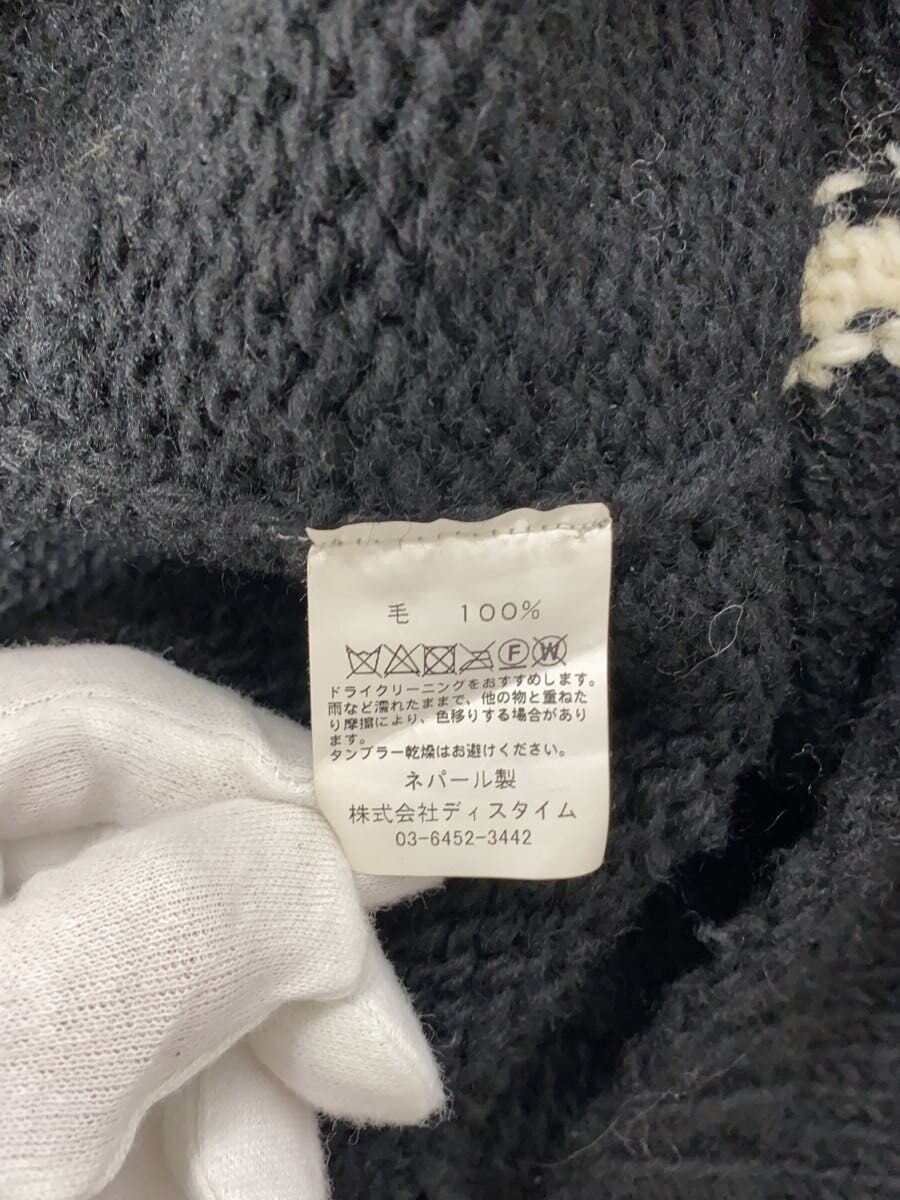 毛 100%
F W
ドライクリーニングをおすすめします。
雨など濡れたままで、他の物と重ねた
り摩擦により、色移りする場合があり
ます。
タンブラー乾燥はお避けください。
ネパール製
株式会社ディスタイム
03-6452-3442